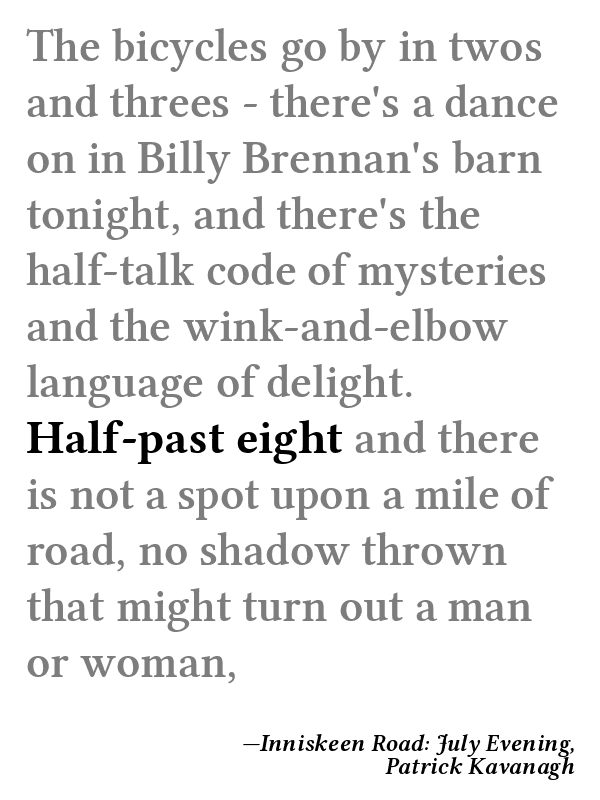 The bicycles go by in twos
and threes - there's a dance
on in Billy Brennan's barn
tonight, and there's the
half-talk code of mysteries
and the wink-and-elbow
language of delight.
Half-past eight and there
is not a spot upon a mile of
road, no shadow thrown
that might turn out a man
or woman,
—Inniskeen Road: July Evening,
Patrick Kavanagh